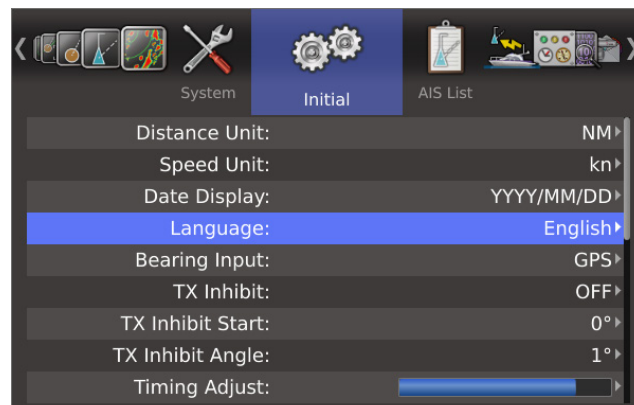 System
Initial
AIS List
Distance Unit: NM
Speed Unit: kn
Date Display: YYYY/MM/DD
Language: English
Bearing Input: GPS
TX Inhibit: OFF
TX Inhibit Start: 0°
TX Inhibit Angle: 1°
Timing Adjust: